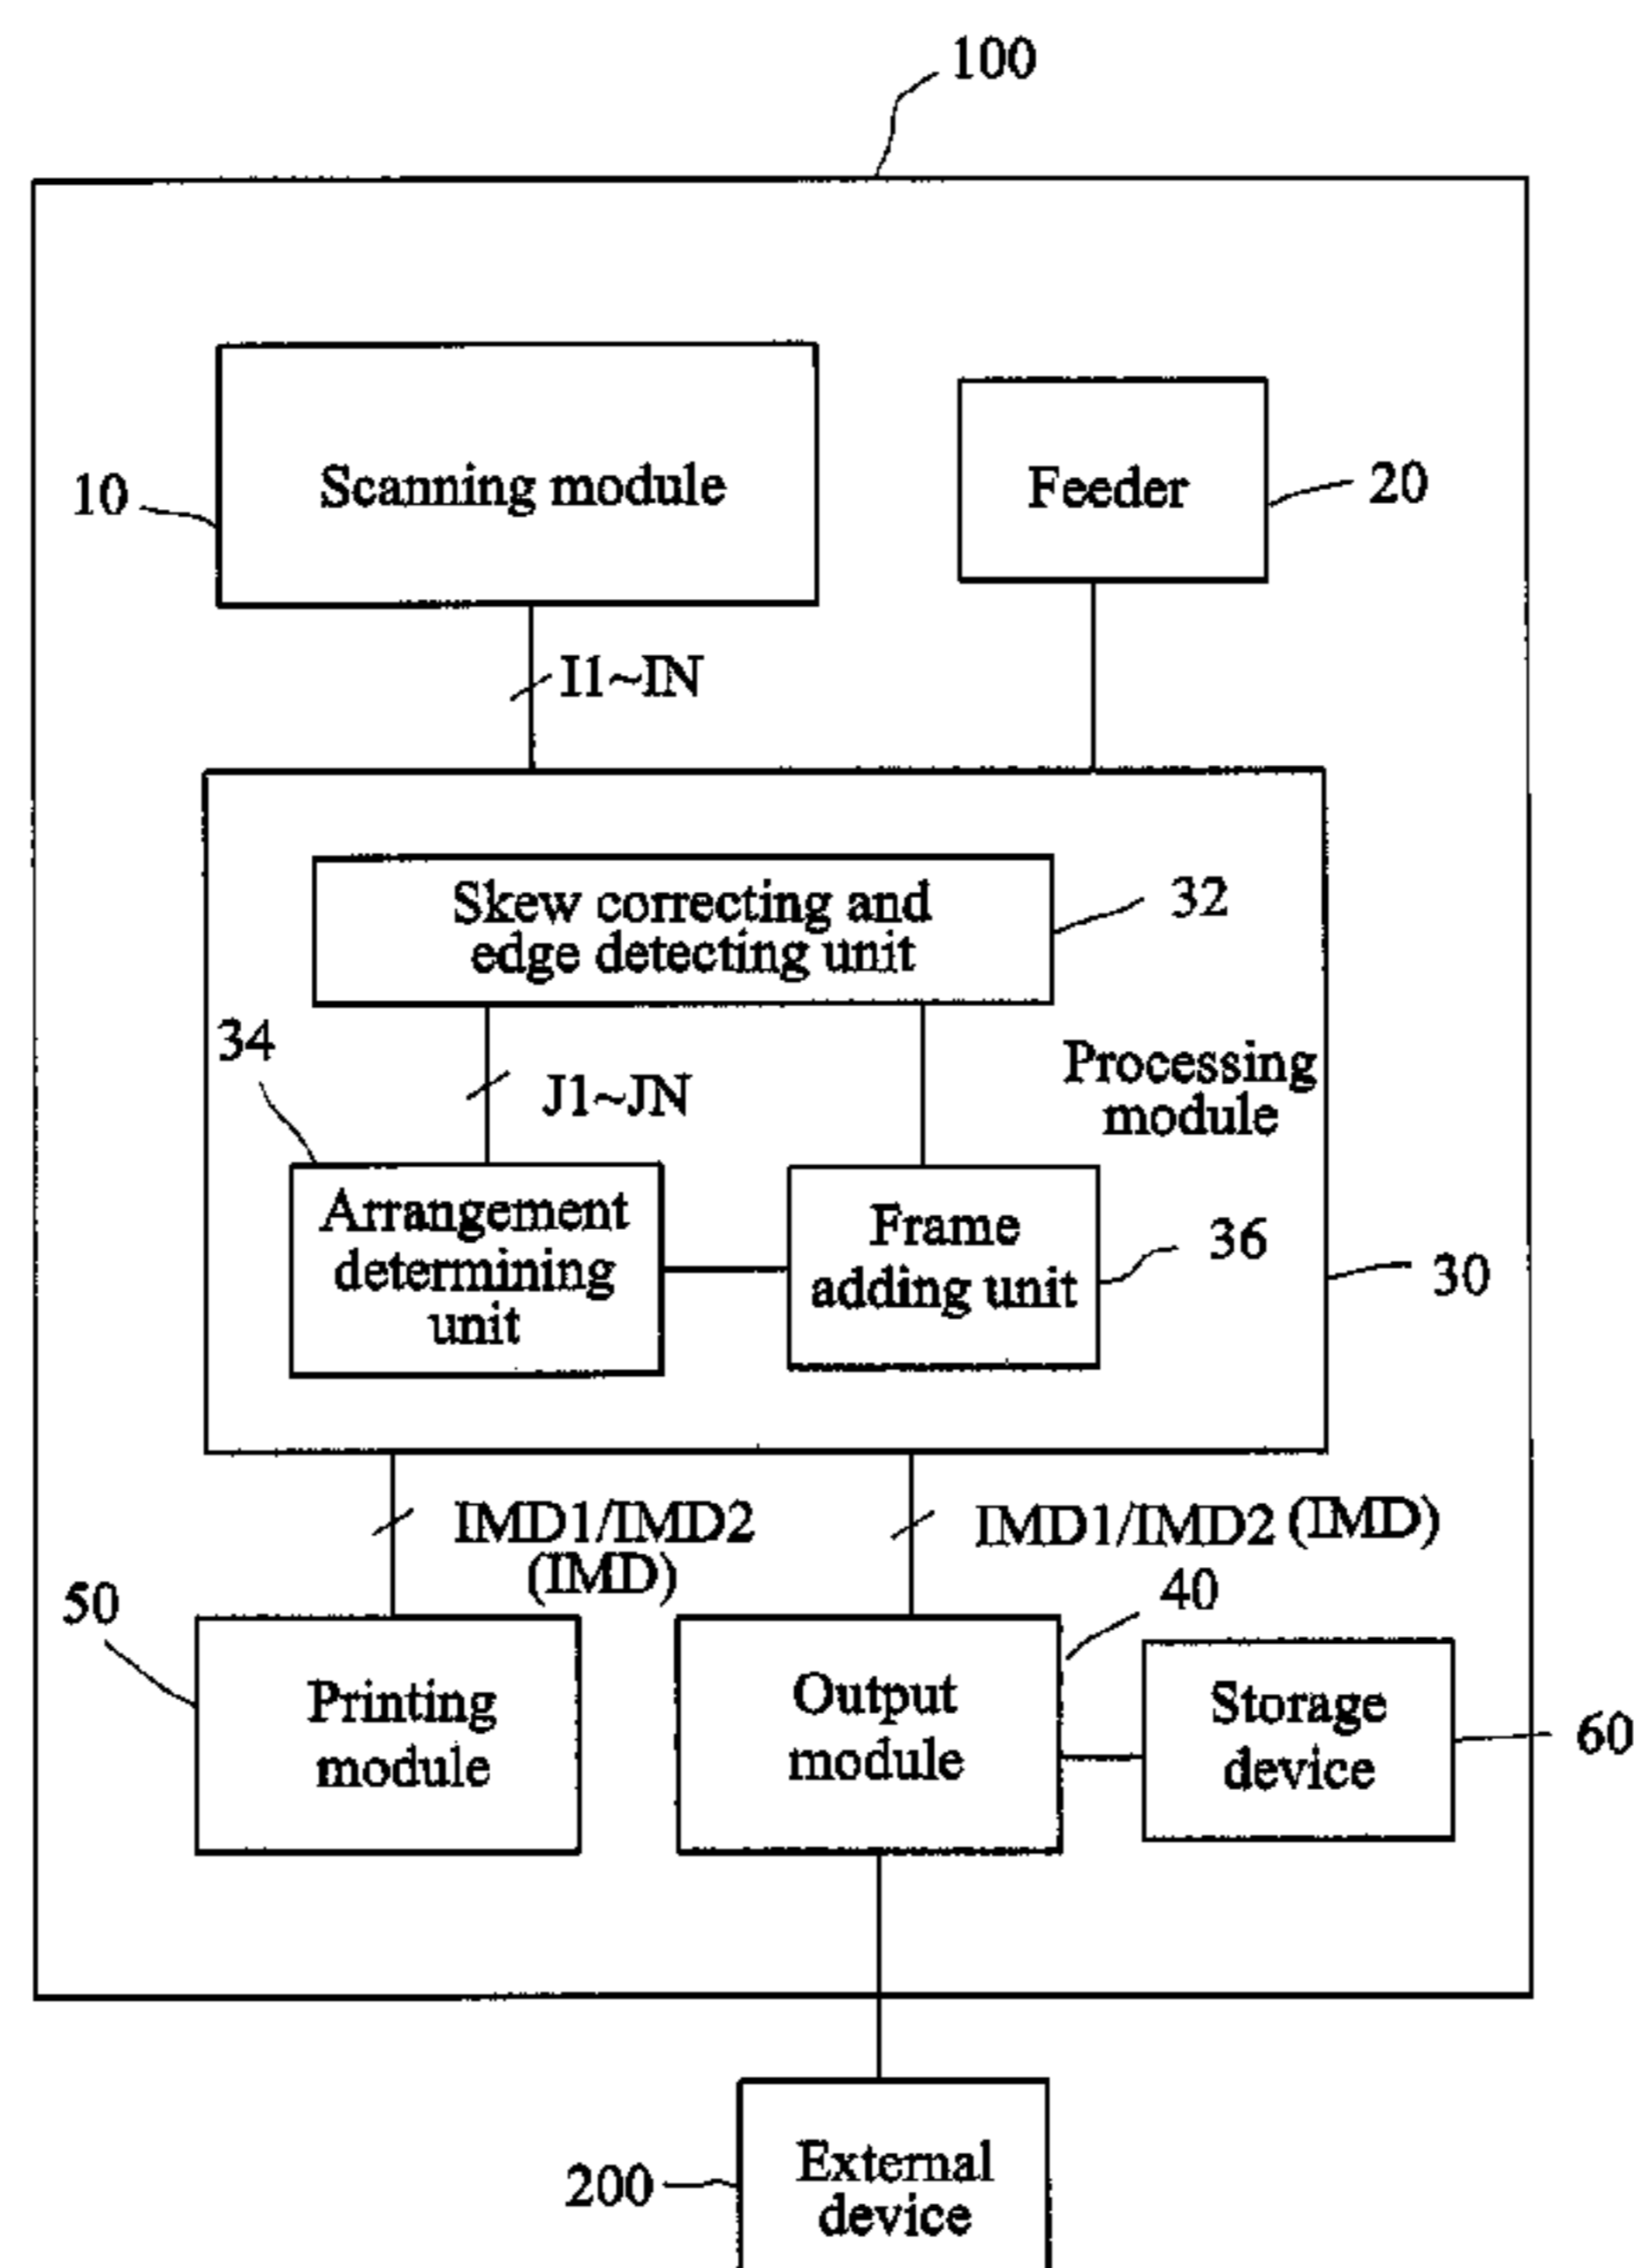 100
10
Scanning module
Feeder
20
I1~IN
Skew correcting and
edge detecting unit
32
34
J1~JN
Processing
module
Arrangement
determining
unit
Frame
adding unit
36
30
IMD1/IMD2
(IMD)
IMD1/IMD2 (IMD)
50
40
Printing
module
Output
module
Storage
device
60
200
External
device